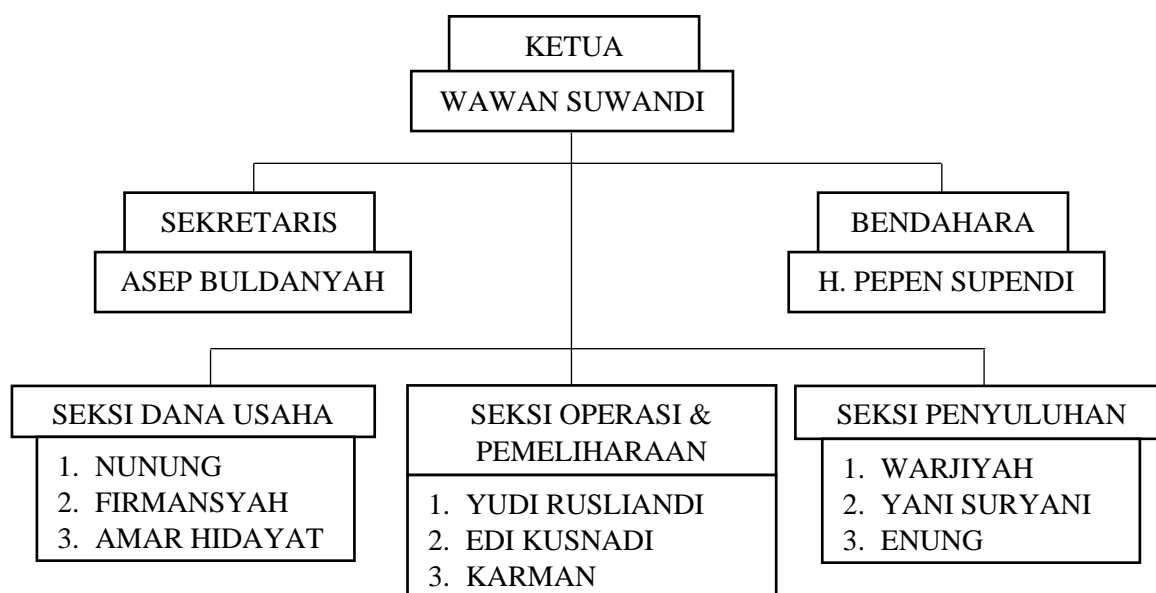 KETUA
WAWAN SUWANDI
SEKRETARIS
ASEP BULDANYAH
BENDAHARA
H. PEPEN SUPENDI
SEKSI DANA USAHA
1. NUNUNG
2. FIRMANSYAH
3. AMAR HIDAYAT
SEKSI OPERASI &
PEMELIHARAAN
1. YUDI RUSLIANDI
2. EDI KUSNADI
3. KARMAN
SEKSI PENYULUHAN
1. WARJIYAH
2. YANI SURYANI
3. ENUNG